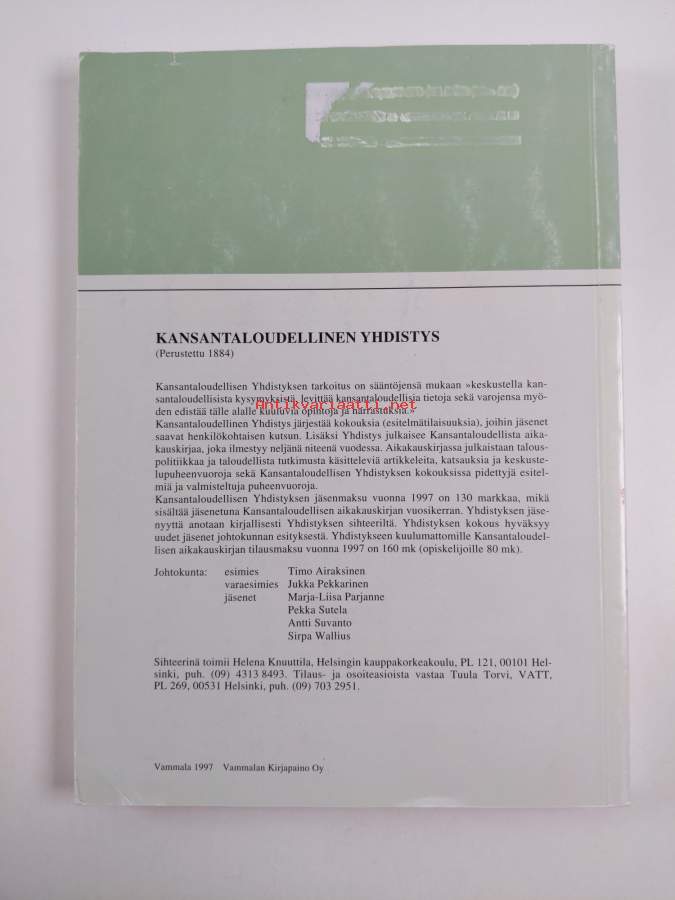 KANSANTALOUDELLINEN YHDISTYS
(Perustettu 1884)
Kansantaloudellisen Yhdistyksen tarkoitus on sääntöjensä mukaan »keskustella kan-
santaloudellisista kysymyksistä, levittää kansantaloudellisia tietoja sekä varojensa myö-
Antikvariaatti.net
den edistää tälle alalle kuuluvia opintoja ja harrastuksia.»
Kansantaloudellinen Yhdistys järjestää kokouksia (esitelmätilaisuuksia), joihin jäsenet
saavat henkilökohtaisen kutsun. Lisäksi Yhdistys julkaisee Kansantaloudellista aika-
kauskirjaa, joka ilmestyy neljänä niteenä vuodessa. Aikakauskirjassa julkaistaan talous-
politiikkaa ja taloudellista tutkimusta käsitteleviä artikkeleita, katsauksia ja keskuste-
lupuheenvuoroja sekä Kansantaloudellisen Yhdistyksen kokouksissa pidettyjä esitel-
miä ja valmisteltuja puheenvuoroja.
Kansantaloudellisen Yhdistyksen jäsenmaksu vuonna 1997 on 130 markkaa, mikä
sisältää jäsenetuna Kansantaloudellisen aikakauskirjan vuosikerran. Yhdistyksen jäse-
nyyttä anotaan kirjallisesti Yhdistyksen sihteeriltä. Yhdistyksen kokous hyväksyy
uudet jäsenet johtokunnan esityksestä. Yhdistykseen kuulumattomille Kansantaloudel-
lisen aikakauskirjan tilausmaksu vuonna 1997 on 160 mk (opiskelijoille 80 mk).
Johtokunta: esimies Timo Airaksinen
varaesimies Jukka Pekkarinen
jäsenet Marja-Liisa Parjanne
Pekka Sutela
Antti Suvanto
Sirpa Wallius
Sihteerinä toimii Helena Knuuttila, Helsingin kauppakorkeakoulu, PL 121, 00101 Hel-
sinki, puh. (09) 4313 8493. Tilaus- ja osoiteasioista vastaa Tuula Torvi, VATT,
PL 269, 00531 Helsinki, puh. (09) 703 2951.
Vammala 1997 Vammalan Kirjapaino Oy